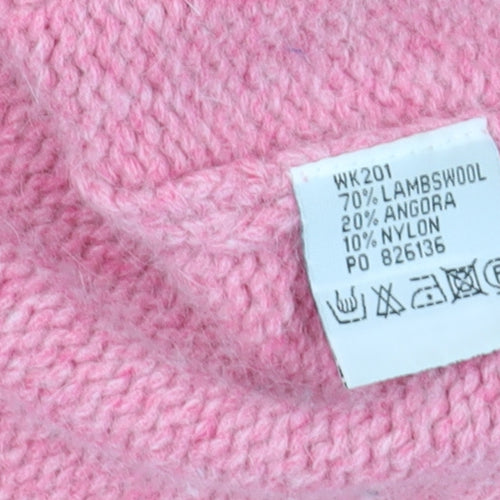 WK201
70% LAMBSWOOL
20% ANGORA
10% NYLON
PO 826136